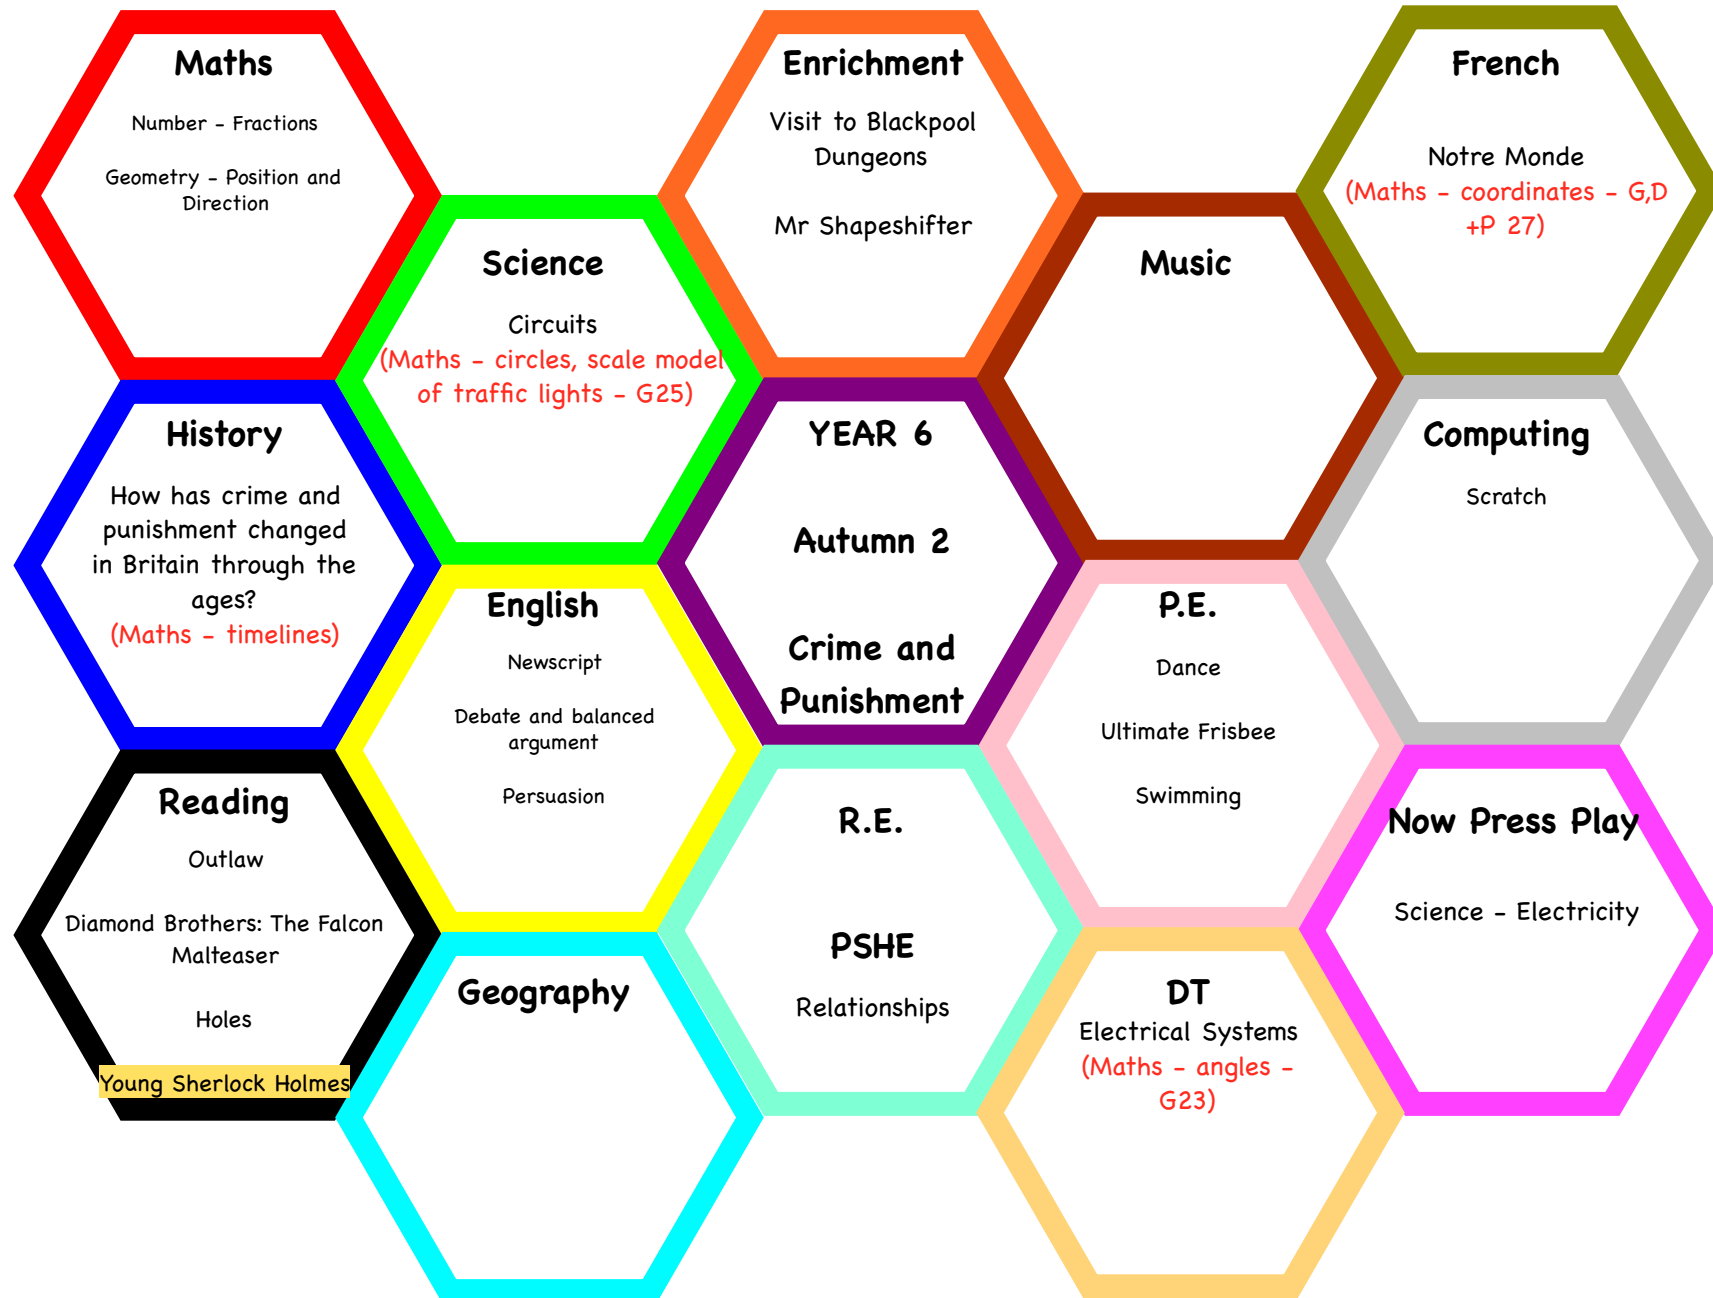 Maths
Number - Fractions
Geometry - Position and
Direction
Enrichment
Visit to Blackpool
Dungeons
Mr Shapeshifter
French
Notre Monde
(Maths - coordinates - G,D
+P 27)
Science
Circuits
(Maths - circles, scale model
of traffic lights - G25)
Music
History
How has crime and
punishment changed
in Britain through the
ages?
(Maths - timelines)
YEAR 6
Autumn 2
Crime and
Punishment
Computing
Scratch
English
Newscript
Debate and balanced
argument
Persuasion
P.E.
Dance
Ultimate Frisbee
Swimming
Reading
Outlaw
Diamond Brothers: The Falcon
Malteaser
Holes
Young Sherlock Holmes
R.E.
PSHE
Relationships
Now Press Play
Science - Electricity
Geography
DT
Electrical Systems
(Maths - angles -
G23)